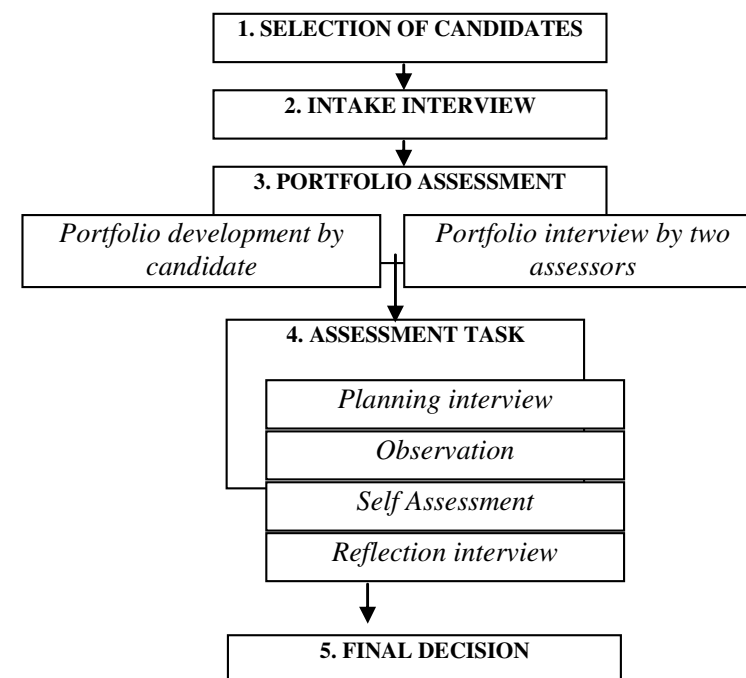 1. SELECTION OF CANDIDATES
2. INTAKE INTERVIEW
3. PORTFOLIO ASSESSMENT
Portfolio development by
candidate
Portfolio interview by two
assessors
4. ASSESSMENT TASK
Planning interview
Observation
Self Assessment
Reflection interview
5. FINAL DECISION